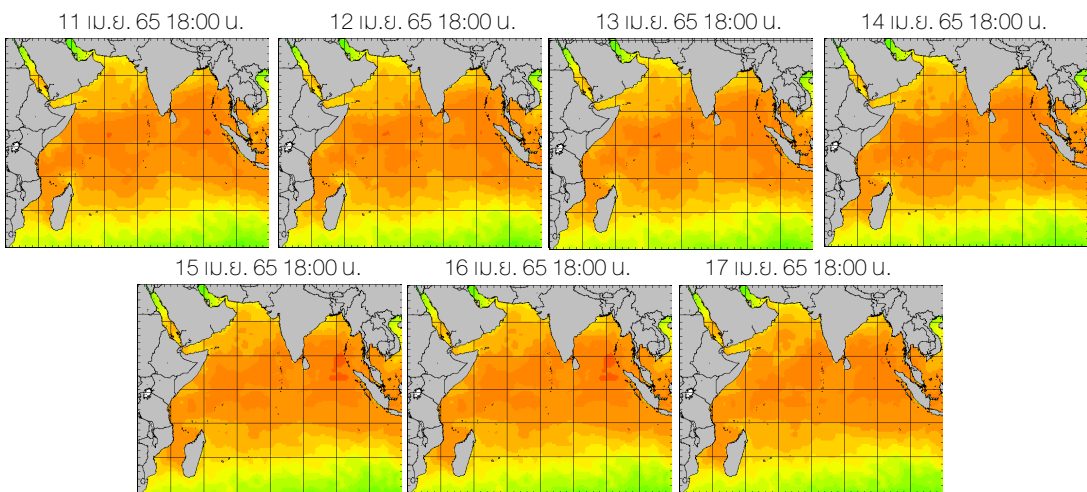 11 เม.ย. 65 18:00 น.
12 เม.ย. 65 18:00 น.
13 เม.ย. 65 18:00 น.
14 เม.ย. 65 18:00 น.
15 เม.ย. 65 18:00 น.
16 เม.ย. 65 18:00 น.
17 เม.ย. 65 18:00 น.